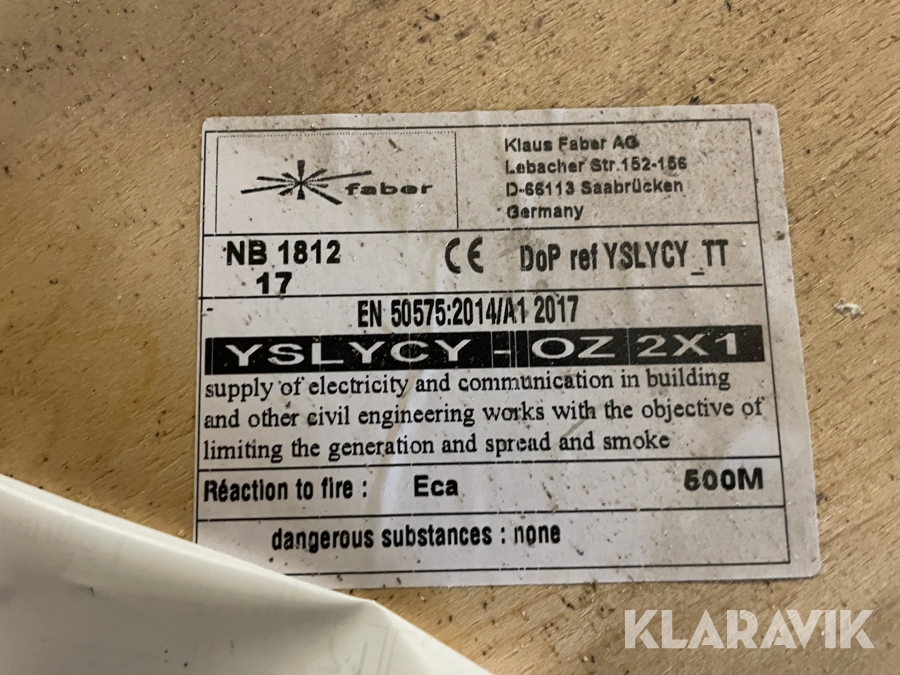 faber
Klaus Faber AG
Lebacher Str.152-156
D-66113 Saabrücken
Germany
NB 1812
17
CE DoP ref YSLYCY_TT
EN 50575:2014/A1 2017
YSLYCY - OZ 2X1
supply of electricity and communication in building
and other civil engineering works with the objective of
limiting the generation and spread and smoke
Réaction to fire : Eca 500M
dangerous substances : none
KLARAVIK